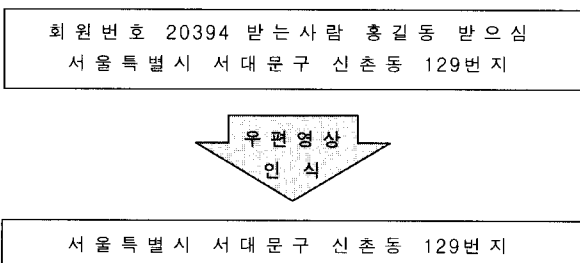 회원번호 20394 받는사람 홍길동 받으심
서울특별시 서대문구 신촌동 129번지
우편영상
인식
서울특별시 서대문구 신촌동 129번지